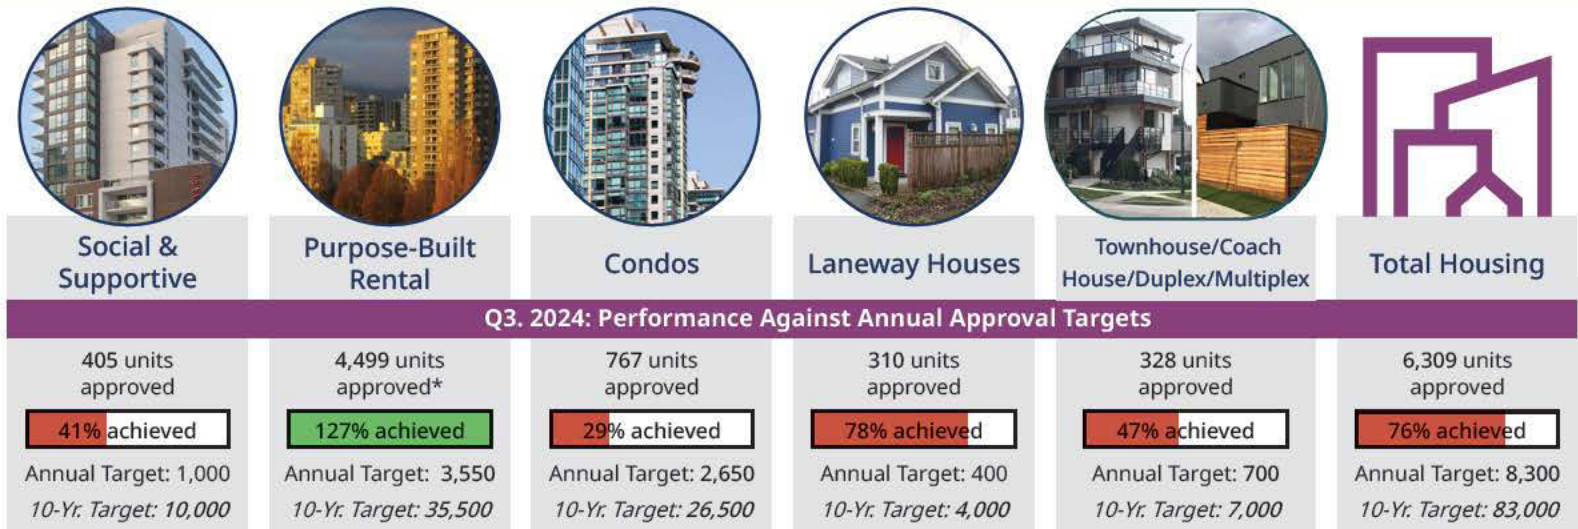 Social &
Supportive
Purpose-Built
Rental
Condos
Laneway Houses
Townhouse/Coach
House/Duplex/Multiplex
Total Housing
Q3. 2024: Performance Against Annual Approval Targets
405 units
approved
41% achieved
Annual Target: 1,000
10-Yr. Target: 10,000
4,499 units
approved*
127% achieved
Annual Target: 3,550
10-Yr. Target: 35,500
767 units
approved
29% achieved
Annual Target: 2,650
10-Yr. Target: 26,500
310 units
approved
78% achieved
Annual Target: 400
10-Yr. Target: 4,000
328 units
approved
47% achieved
Annual Target: 700
10-Yr. Target: 7,000
6,309 units
approved
76% achieved
Annual Target: 8,300
10-Yr. Target: 83,000